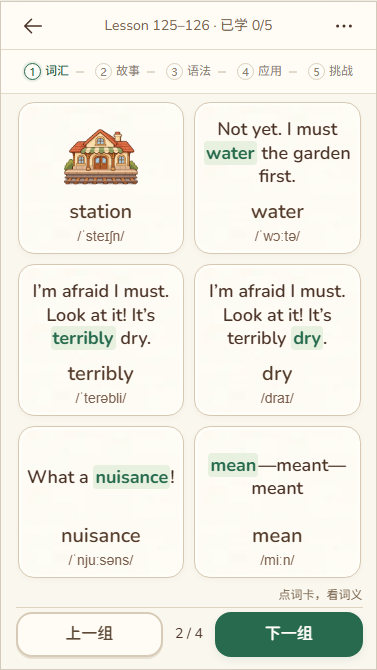 Lesson 125–126 · 已学 0/5
1 词汇 – 2 故事 – 3 语法 – 4 应用 – 5 挑战
station
/ˈsteɪʃn/
Not yet. I must
water the garden
first.
water
/ˈwɔːtə/
I’m afraid I must.
Look at it! It’s
terribly dry.
terribly
/ˈterəbli/
I’m afraid I must.
Look at it! It’s
terribly dry.
dry
/draɪ/
What a nuisance!
nuisance
/ˈnjuːsəns/
mean—meant—
meant
mean
/miːn/
点词卡，看词义
上一组
2 / 4
下一组